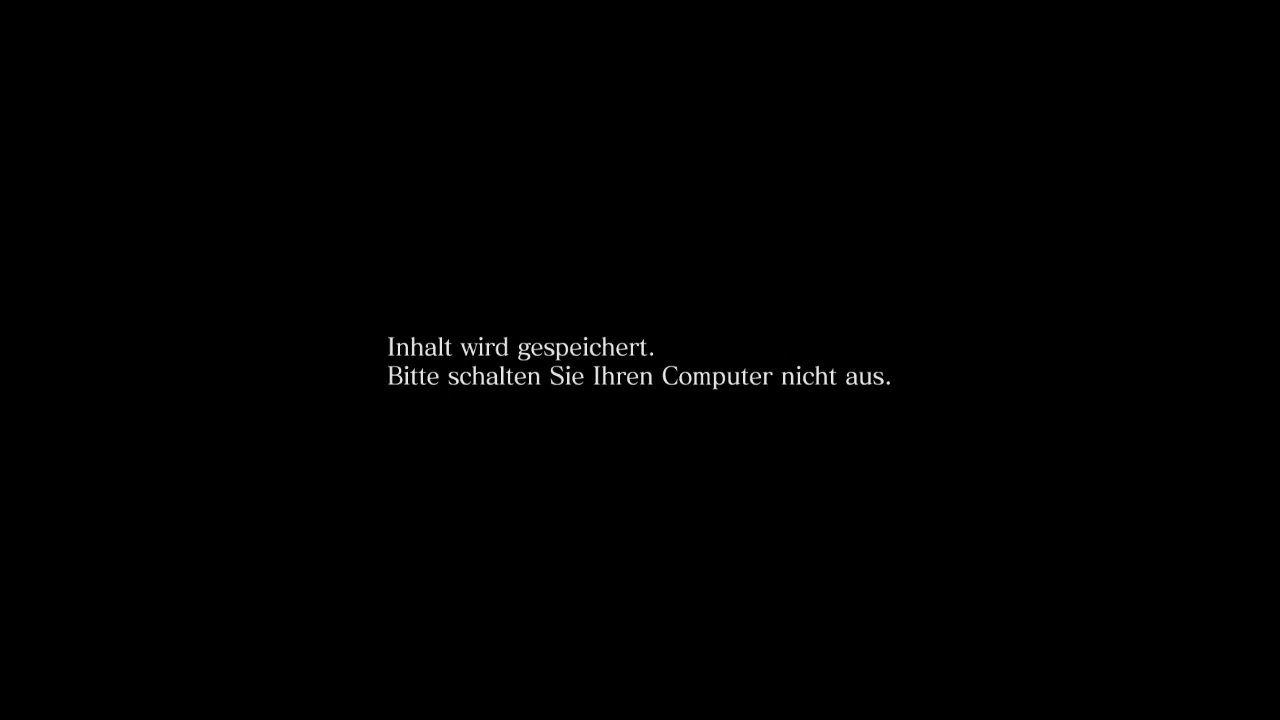 Inhalt wird gespeichert.
Bitte schalten Sie Ihren Computer nicht aus.